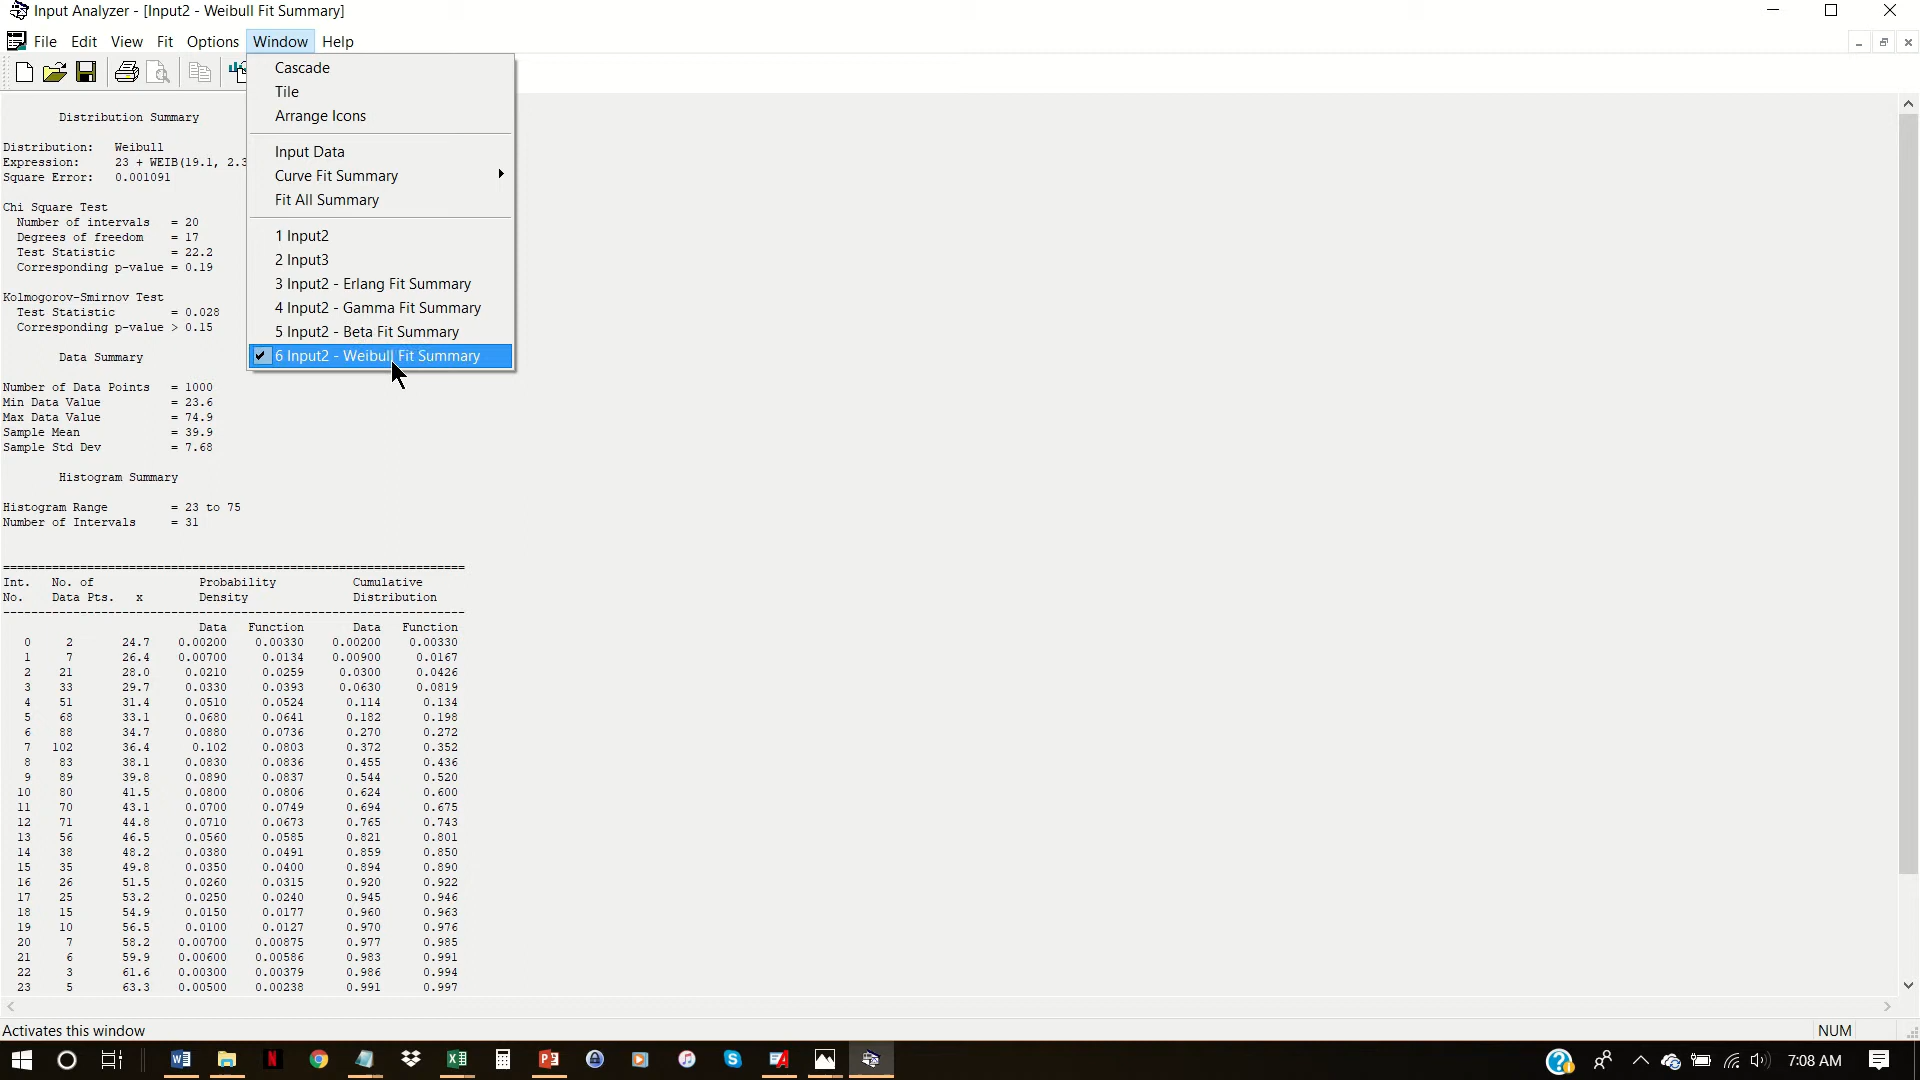 Input Analyzer - [Input2 - Weibull Fit Summary]
File Edit View Fit Options Window Help
Cascade
Tile
Arrange Icons
Input Data
Curve Fit Summary
Fit All Summary
1 Input2
2 Input3
3 Input2 - Erlang Fit Summary
4 Input2 - Gamma Fit Summary
5 Input2 - Beta Fit Summary
6 Input2 - Weibull Fit Summary
Distribution Summary
Distribution: Weibull
Expression: 23 + WEIB(19.1, 2.3
Square Error: 0.001091
Chi Square Test
Number of intervals = 20
Degrees of freedom = 17
Test Statistic = 22.2
Corresponding p-value = 0.19
Kolmogorov-Smirnov Test
Test Statistic = 0.028
Corresponding p-value > 0.15
Data Summary
Number of Data Points = 1000
Min Data Value = 23.6
Max Data Value = 74.9
Sample Mean = 39.9
Sample Std Dev = 7.68
Histogram Summary
Histogram Range = 23 to 75
Number of Intervals = 31
Int. No. of Probability Cumulative
No. Data Pts. x Density Distribution
Data Function Data Function
0 2 24.7 0.00200 0.00330 0.00200 0.00330
1 7 26.4 0.00700 0.0134 0.00900 0.0167
2 21 28.0 0.0210 0.0259 0.0300 0.0426
3 33 29.7 0.0330 0.0393 0.0630 0.0819
4 51 31.4 0.0510 0.0524 0.114 0.134
5 68 33.1 0.0680 0.0641 0.182 0.198
6 88 34.7 0.0880 0.0736 0.270 0.272
7 102 36.4 0.102 0.0803 0.372 0.352
8 83 38.1 0.0830 0.0836 0.455 0.436
9 89 39.8 0.0890 0.0837 0.544 0.520
10 80 41.5 0.0800 0.0806 0.624 0.600
11 70 43.1 0.0700 0.0749 0.694 0.675
12 71 44.8 0.0710 0.0673 0.765 0.743
13 56 46.5 0.0560 0.0585 0.821 0.801
14 38 48.2 0.0380 0.0491 0.859 0.850
15 35 49.8 0.0350 0.0400 0.894 0.890
16 26 51.5 0.0260 0.0315 0.920 0.922
17 25 53.2 0.0250 0.0240 0.945 0.946
18 15 54.9 0.0150 0.0177 0.960 0.963
19 10 56.5 0.0100 0.0127 0.970 0.976
20 7 58.2 0.00700 0.00875 0.977 0.985
21 6 59.9 0.00600 0.00586 0.983 0.991
22 3 61.6 0.00300 0.00379 0.986 0.994
23 5 63.3 0.00500 0.00238 0.991 0.997
Activates this window NUM
7:08 AM